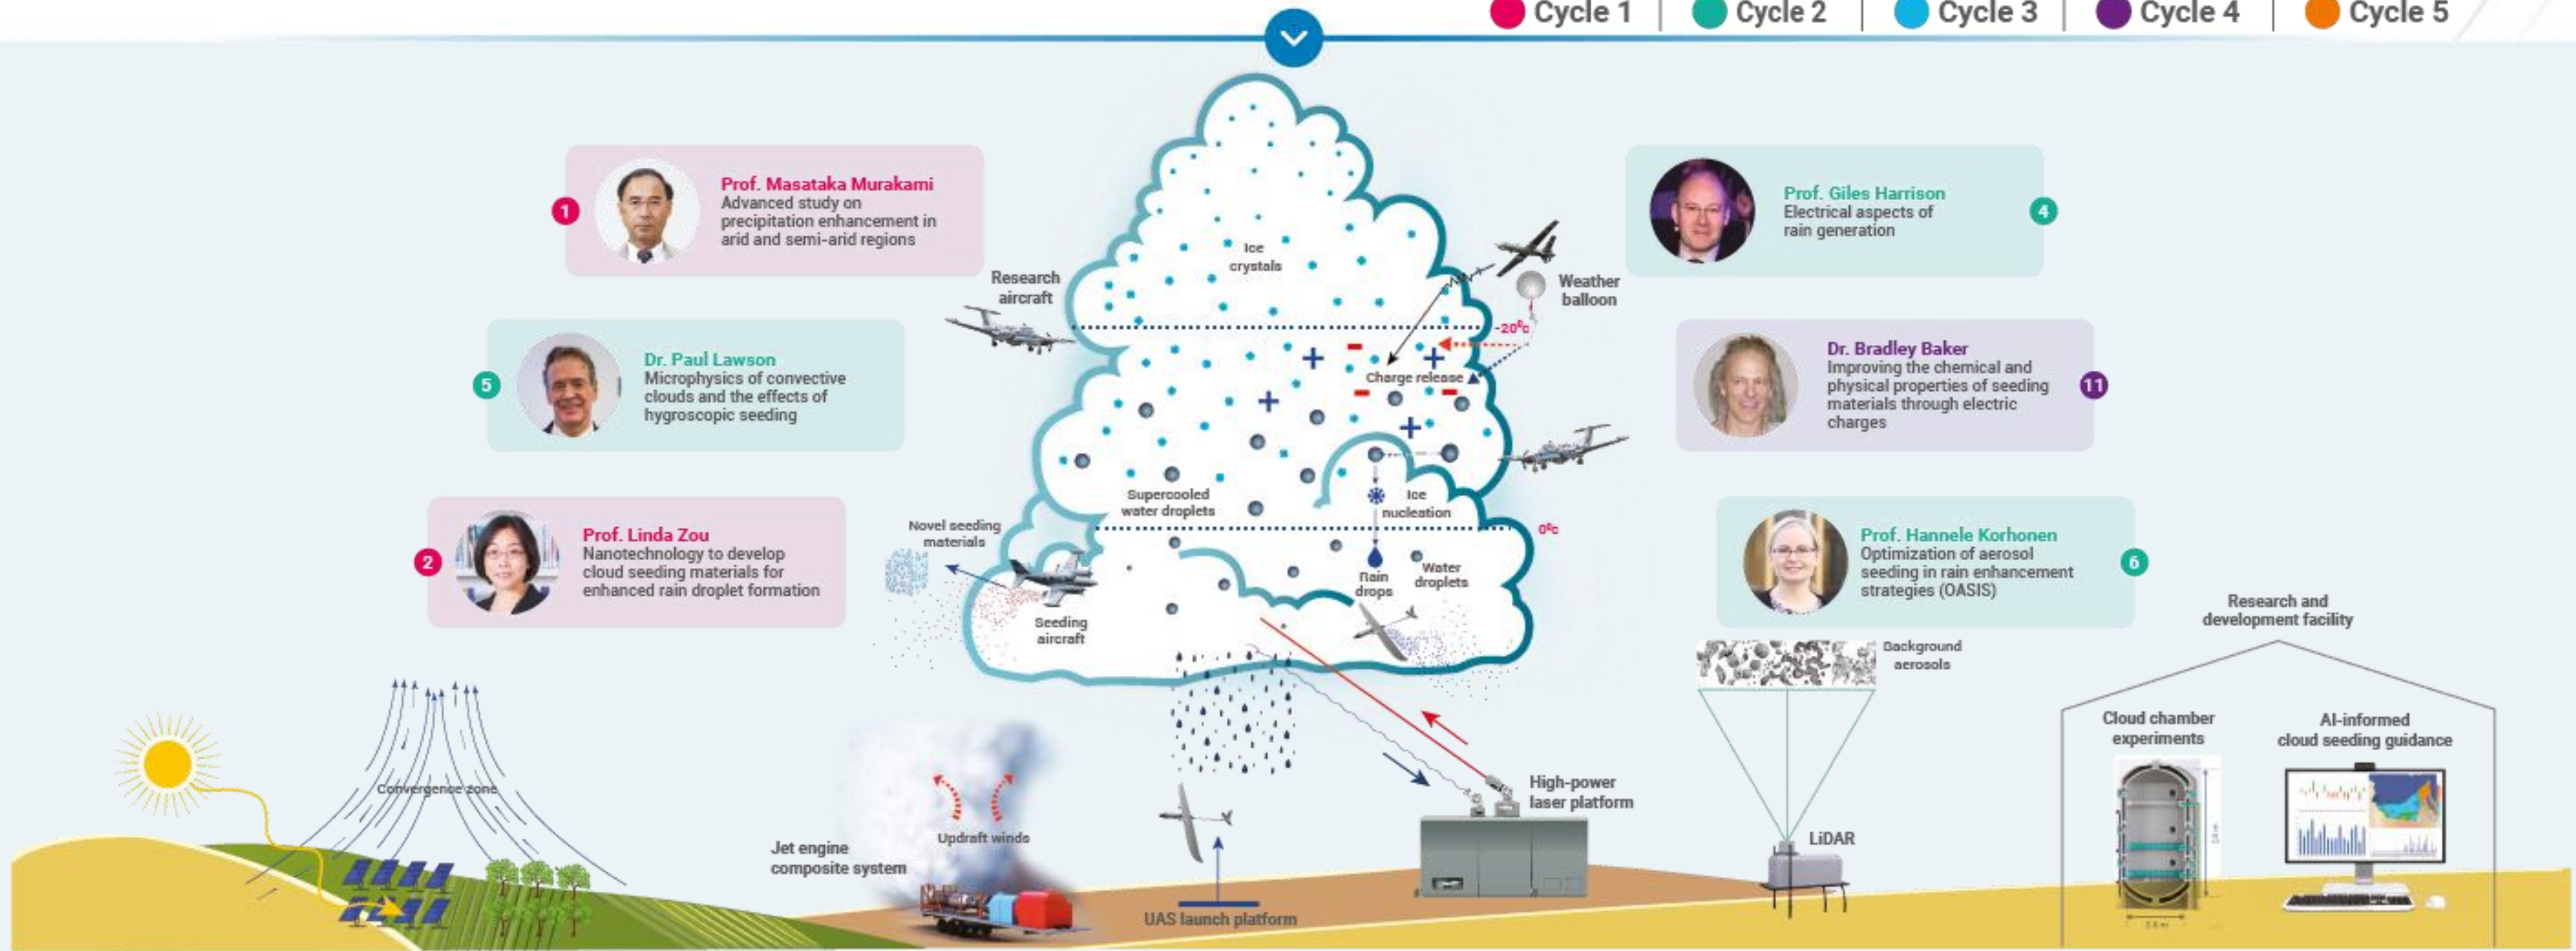 Cycle 1
Cycle 2
Cycle 3
Cycle 4
Cycle 5
1
Prof. Masataka Murakami
Advanced study on
precipitation enhancement in
arid and semi-arid regions
5
Dr. Paul Lawson
Microphysics of convective
clouds and the effects of
hygroscopic seeding
2
Prof. Linda Zou
Nanotechnology to develop
cloud seeding materials for
enhanced rain droplet formation
Research
aircraft
Novel seeding
materials
Seeding
aircraft
Ice
crystals
Charge release
Supercooled
water droplets
Ice
nucleation
Rain
drops
Water
droplets
Weather
balloon
-20⁰c
0⁰c
Prof. Giles Harrison
Electrical aspects of
rain generation
4
Dr. Bradley Baker
Improving the chemical and
physical properties of seeding
materials through electric
charges
11
Prof. Hannele Korhonen
Optimization of aerosol
seeding in rain enhancement
strategies (OASIS)
6
Convergence zone
Jet engine
composite system
Updraft winds
UAS launch platform
High-power
laser platform
Background
aerosols
LiDAR
Research and
development facility
Cloud chamber
experiments
AI-informed
cloud seeding guidance